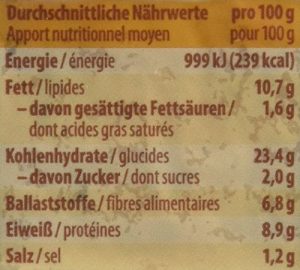 Durchschnittliche Nährwerte pro 100 g
Apport nutritionnel moyen pour 100 g
Energie / énergie 999 kJ (239 kcal)
Fett / lipides 10,7 g
– davon gesättigte Fettsäuren / 1,6 g
dont acides gras saturés
Kohlenhydrate / glucides 23,4 g
– davon Zucker / dont sucres 2,0 g
Ballaststoffe / fibres alimentaires 6,8 g
Eiweiß / protéines 8,9 g
Salz / sel 1,2 g